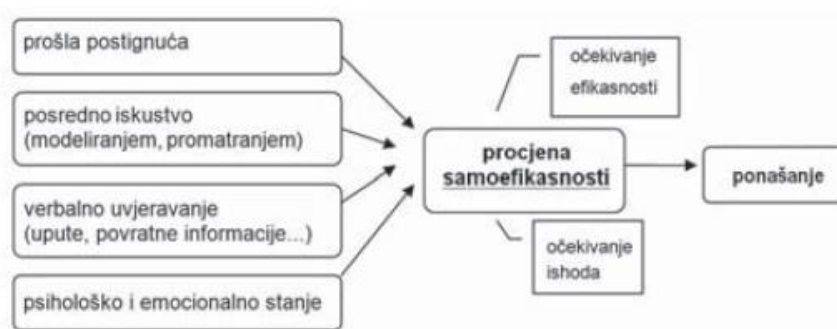 prošla postignuća
posredno iskustvo
(modeliranjem, promatranjem)
verbalno uvjeravanje
(upute, povratne informacije...)
psihološko i emocionalno stanje
procjena
samoefikasnosti
očekivanje
efikasnosti
očekivanje
ishoda
ponašanje